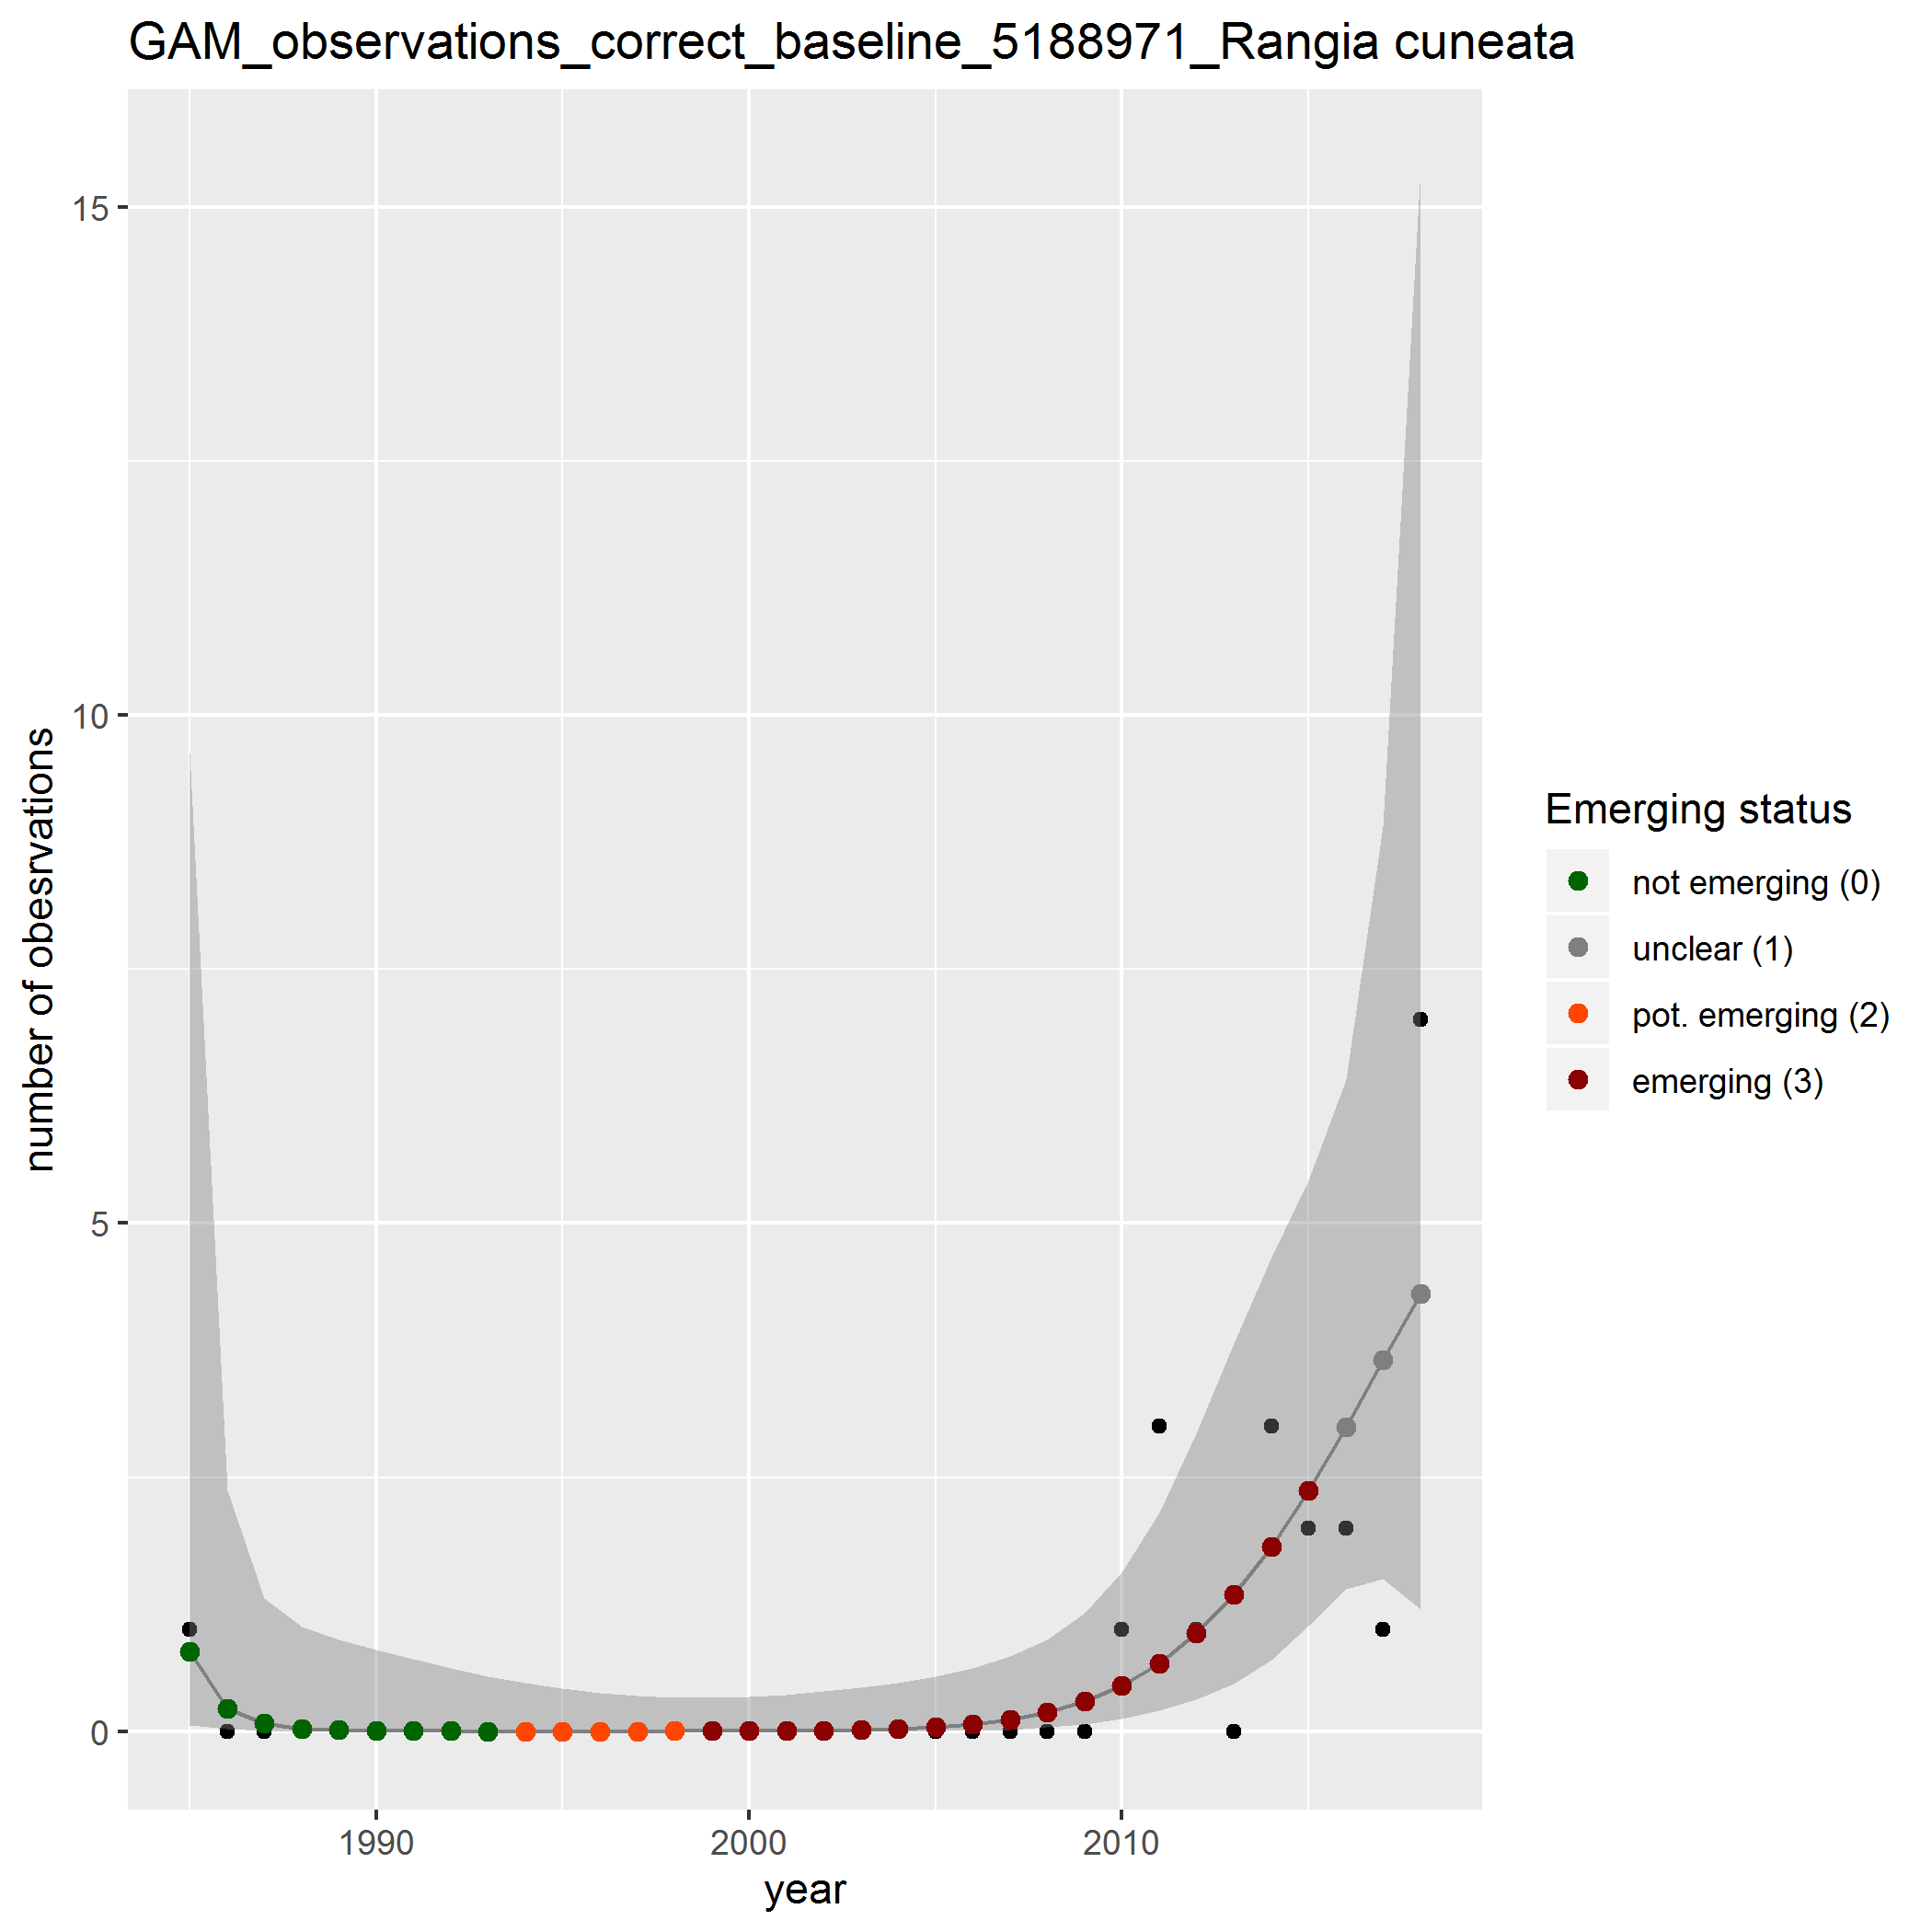 GAM_observations_correct_baseline_5188971_Rangia cuneata
15
10
5
0
number of obesrvations
1990
2000
2010
year
Emerging status
not emerging (0)
unclear (1)
pot. emerging (2)
emerging (3)